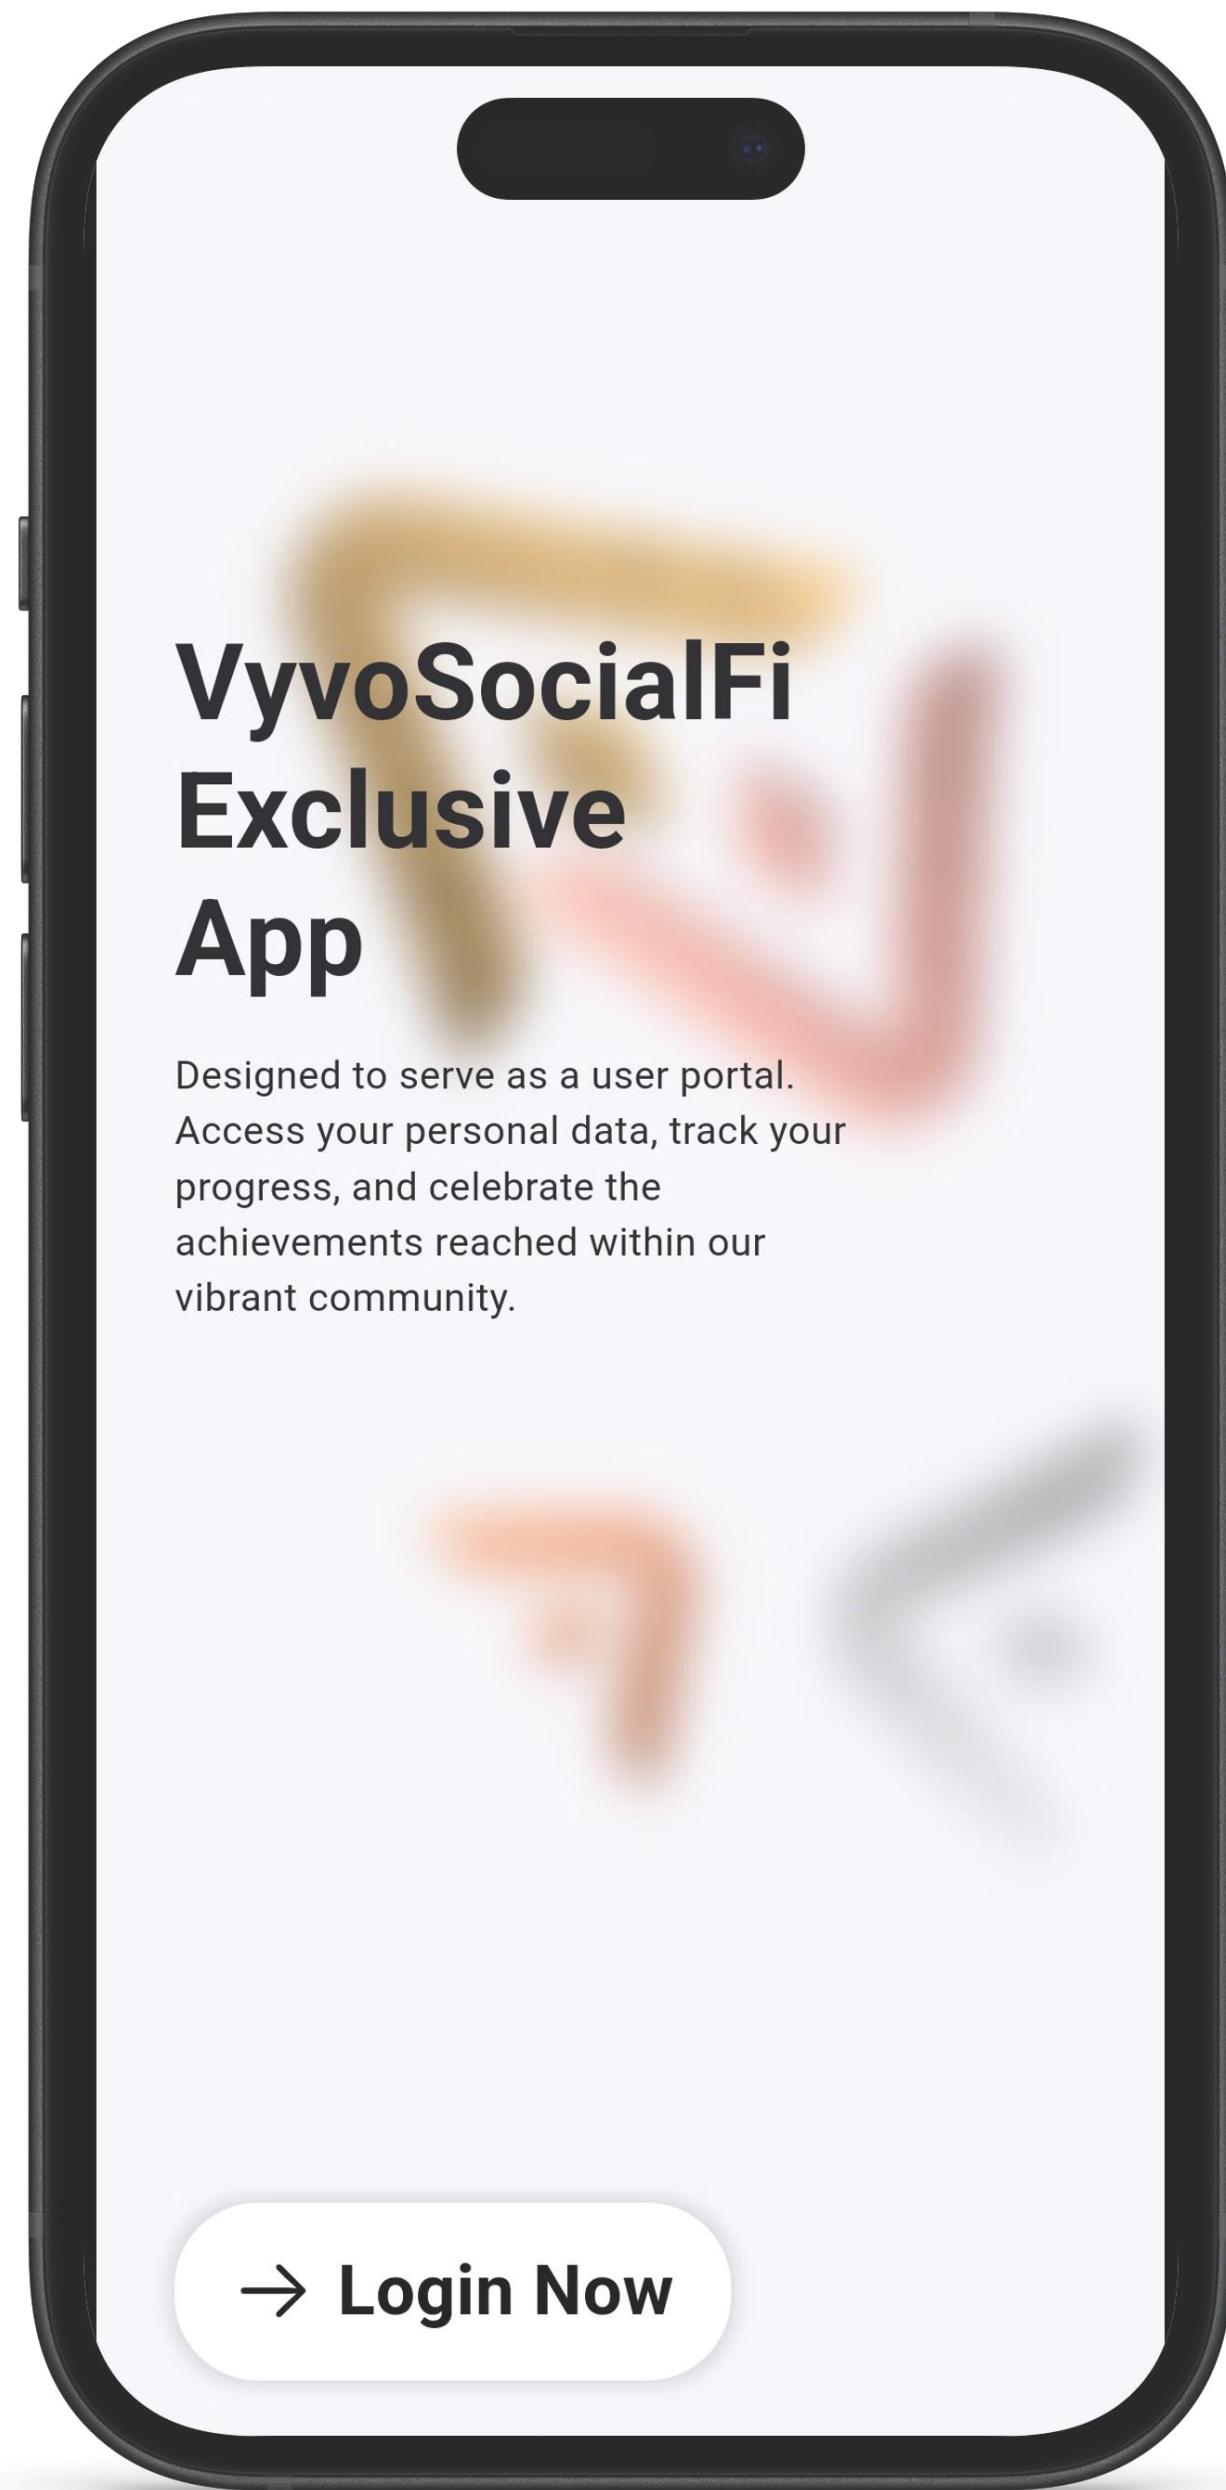 VyvoSocialFi
Exclusive
App
Designed to serve as a user portal.
Access your personal data, track your
progress, and celebrate the
achievements reached within our
vibrant community.
Login Now